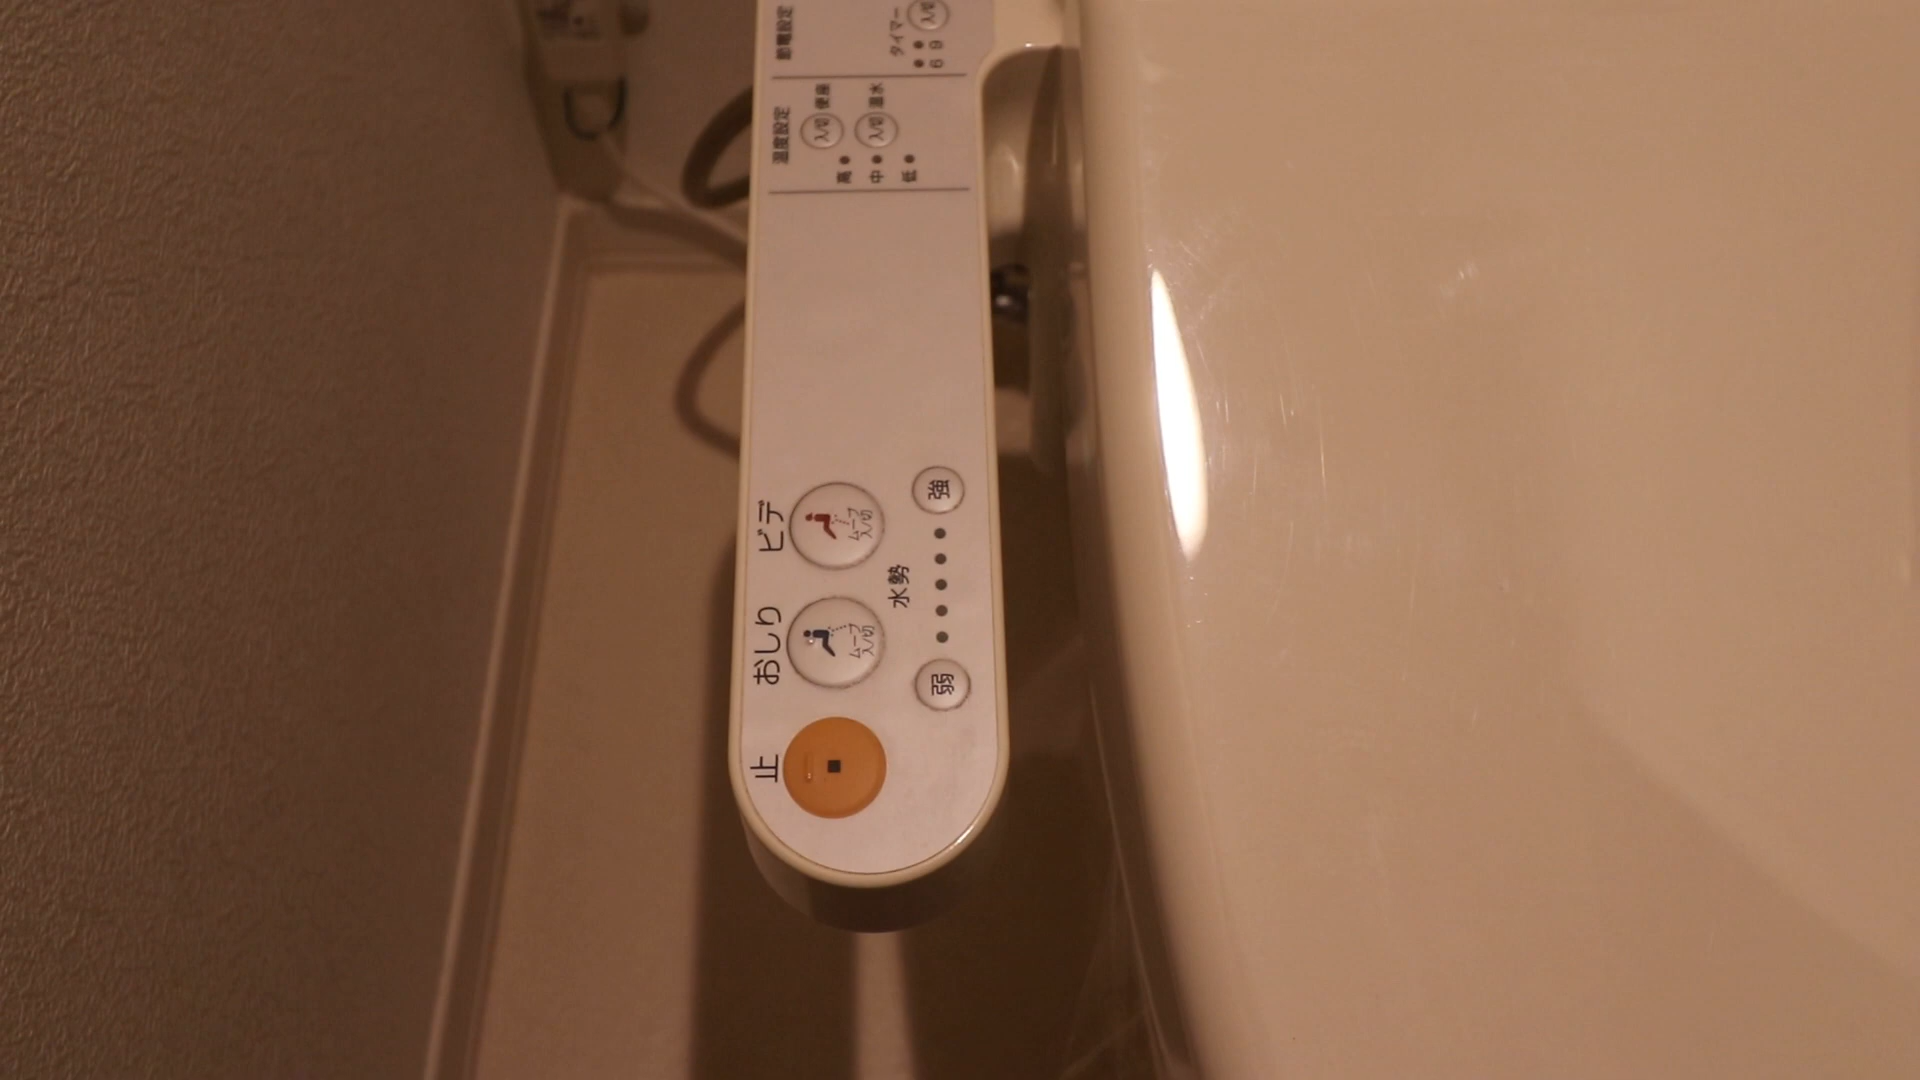 止
おしり
ムーブ
入/切
ビデ
ムーブ
入/切
水勢
弱
強
温度設定
高
中
低
入/切
便座
入/切
温水
節電設定
タイマー
6 9
入/切